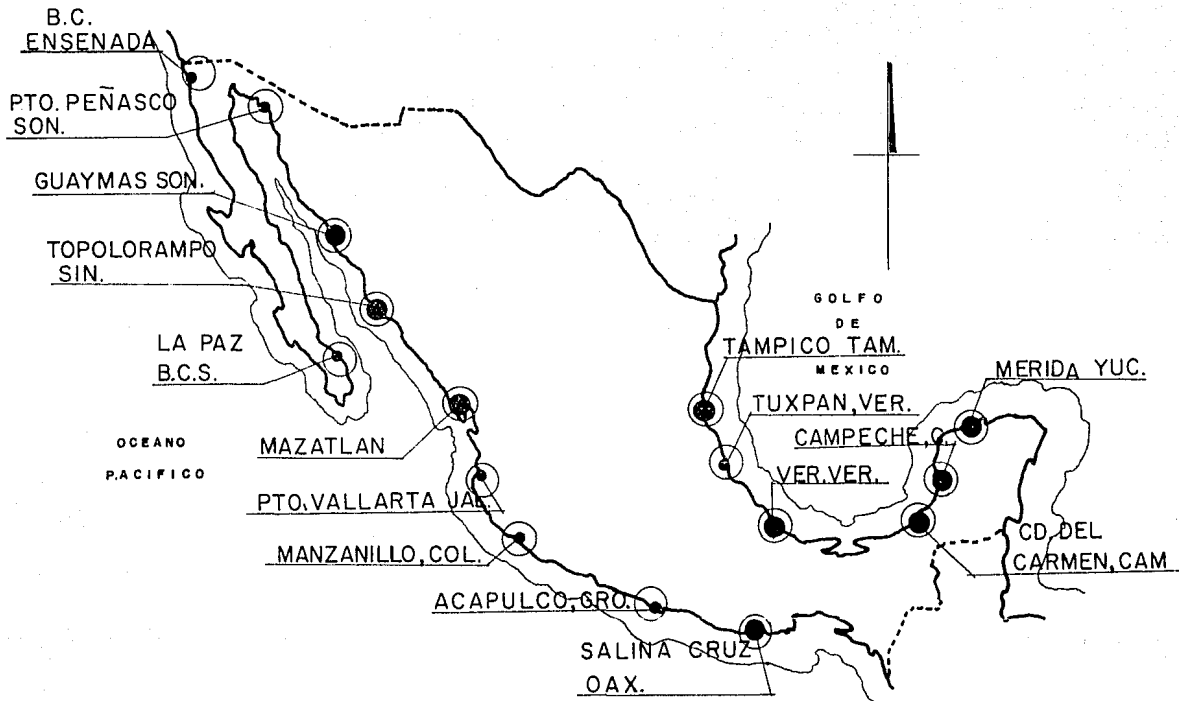 B.C.
ENSENADA
PTO. PEÑASCO
SON.
GUAYMAS SON.
TOPOLORAMPO
SIN.
LA PAZ
B.C.S.
OCEANO
PACIFICO
MAZATLAN
PTO. VALLARTA JAL.
MANZANILLO, COL.
ACAPULCO, GRO.
SALINA CRUZ
OAX.
GOLFO
DE
MEXICO
TAMPICO TAM.
TUXPAN, VER.
CAMPECHE, C.
VER. VER.
MERIDA YUC.
CD. DEL
CARMEN, CAM